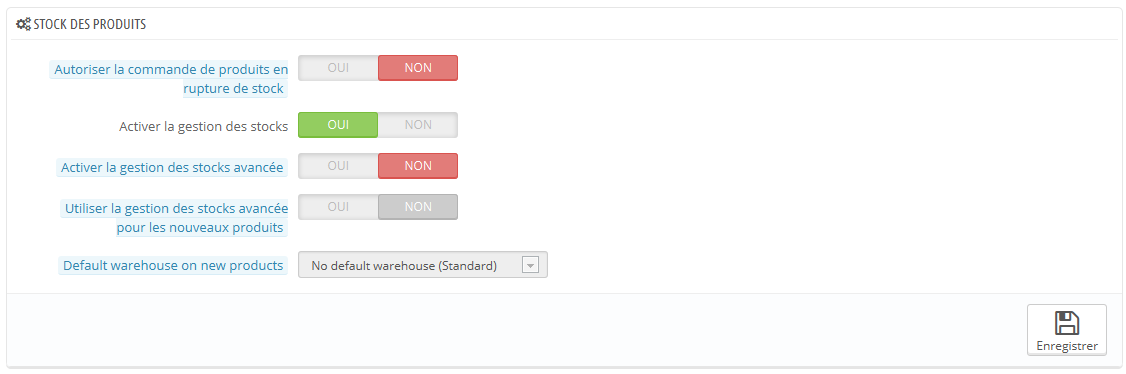 STOCK DES PRODUITS
Autoriser la commande de produits en
rupture de stock
OUI NON
Activer la gestion des stocks
OUI NON
Activer la gestion des stocks avancée
OUI NON
Utiliser la gestion des stocks avancée
pour les nouveaux produits
OUI NON
Default warehouse on new products
No default warehouse (Standard)
Enregistrer